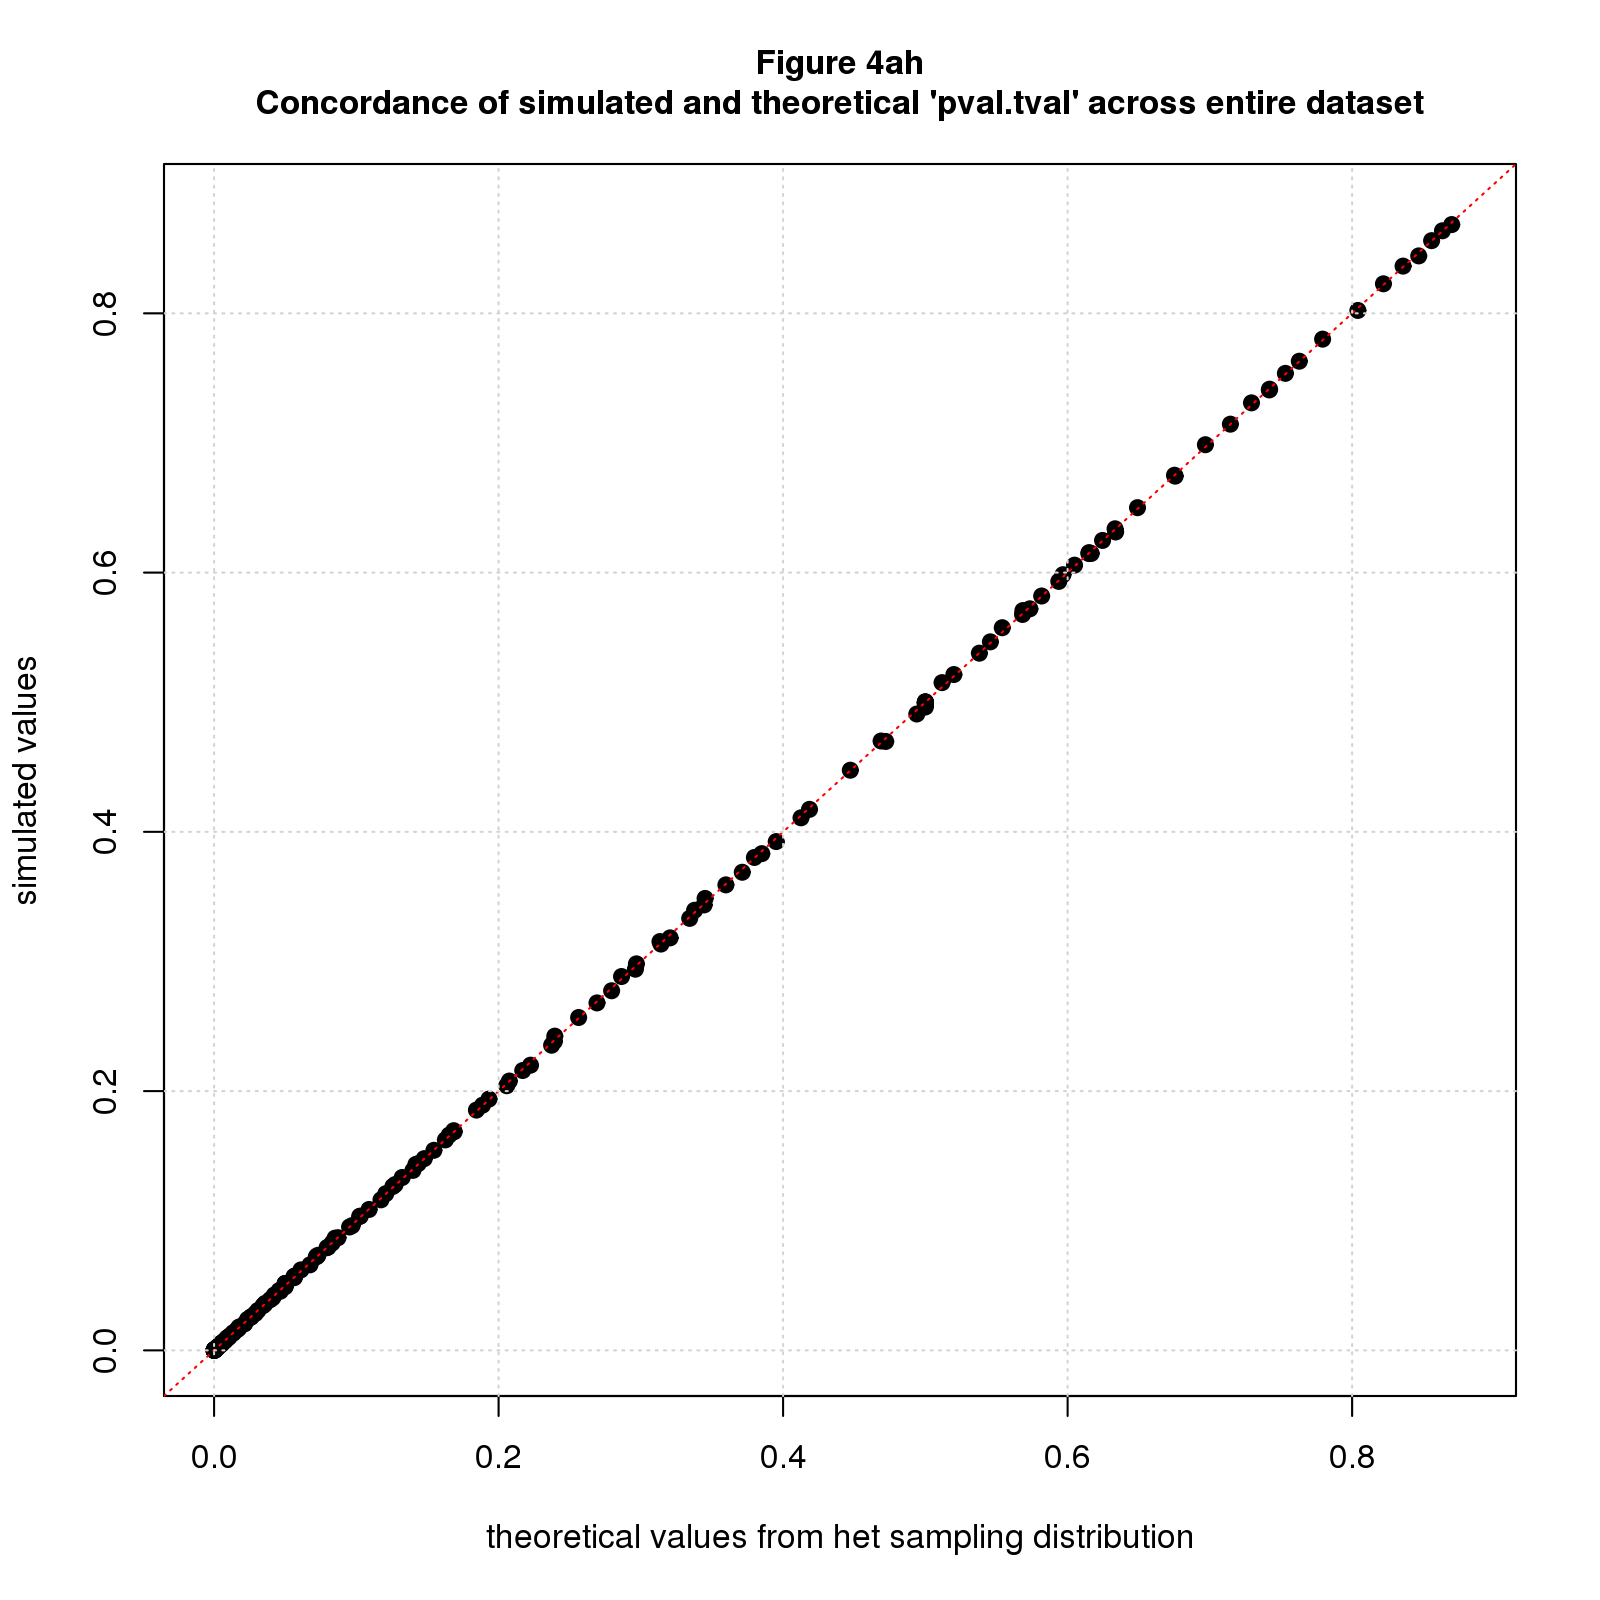 Figure 4ah
Concordance of simulated and theoretical 'pval.tval' across entire dataset
simulated values
0.8
0.6
0.4
0.2
0.0
0.0 0.2 0.4 0.6 0.8
theoretical values from het sampling distribution